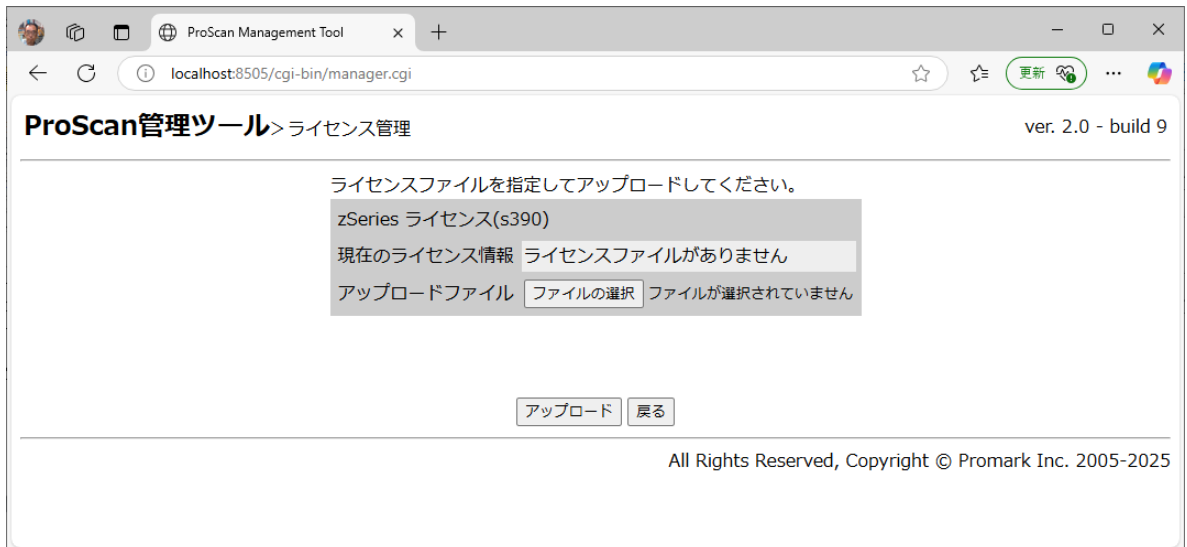 ProScan Management Tool
localhost:8505/cgi-bin/manager.cgi
更新
ProScan管理ツール> ライセンス管理
ver. 2.0 - build 9
ライセンスファイルを指定してアップロードしてください。
zSeries ライセンス(s390)
現在のライセンス情報 ライセンスファイルがありません
アップロードファイル ファイルの選択 ファイルが選択されていません
アップロード 戻る
All Rights Reserved, Copyright © Promark Inc. 2005-2025